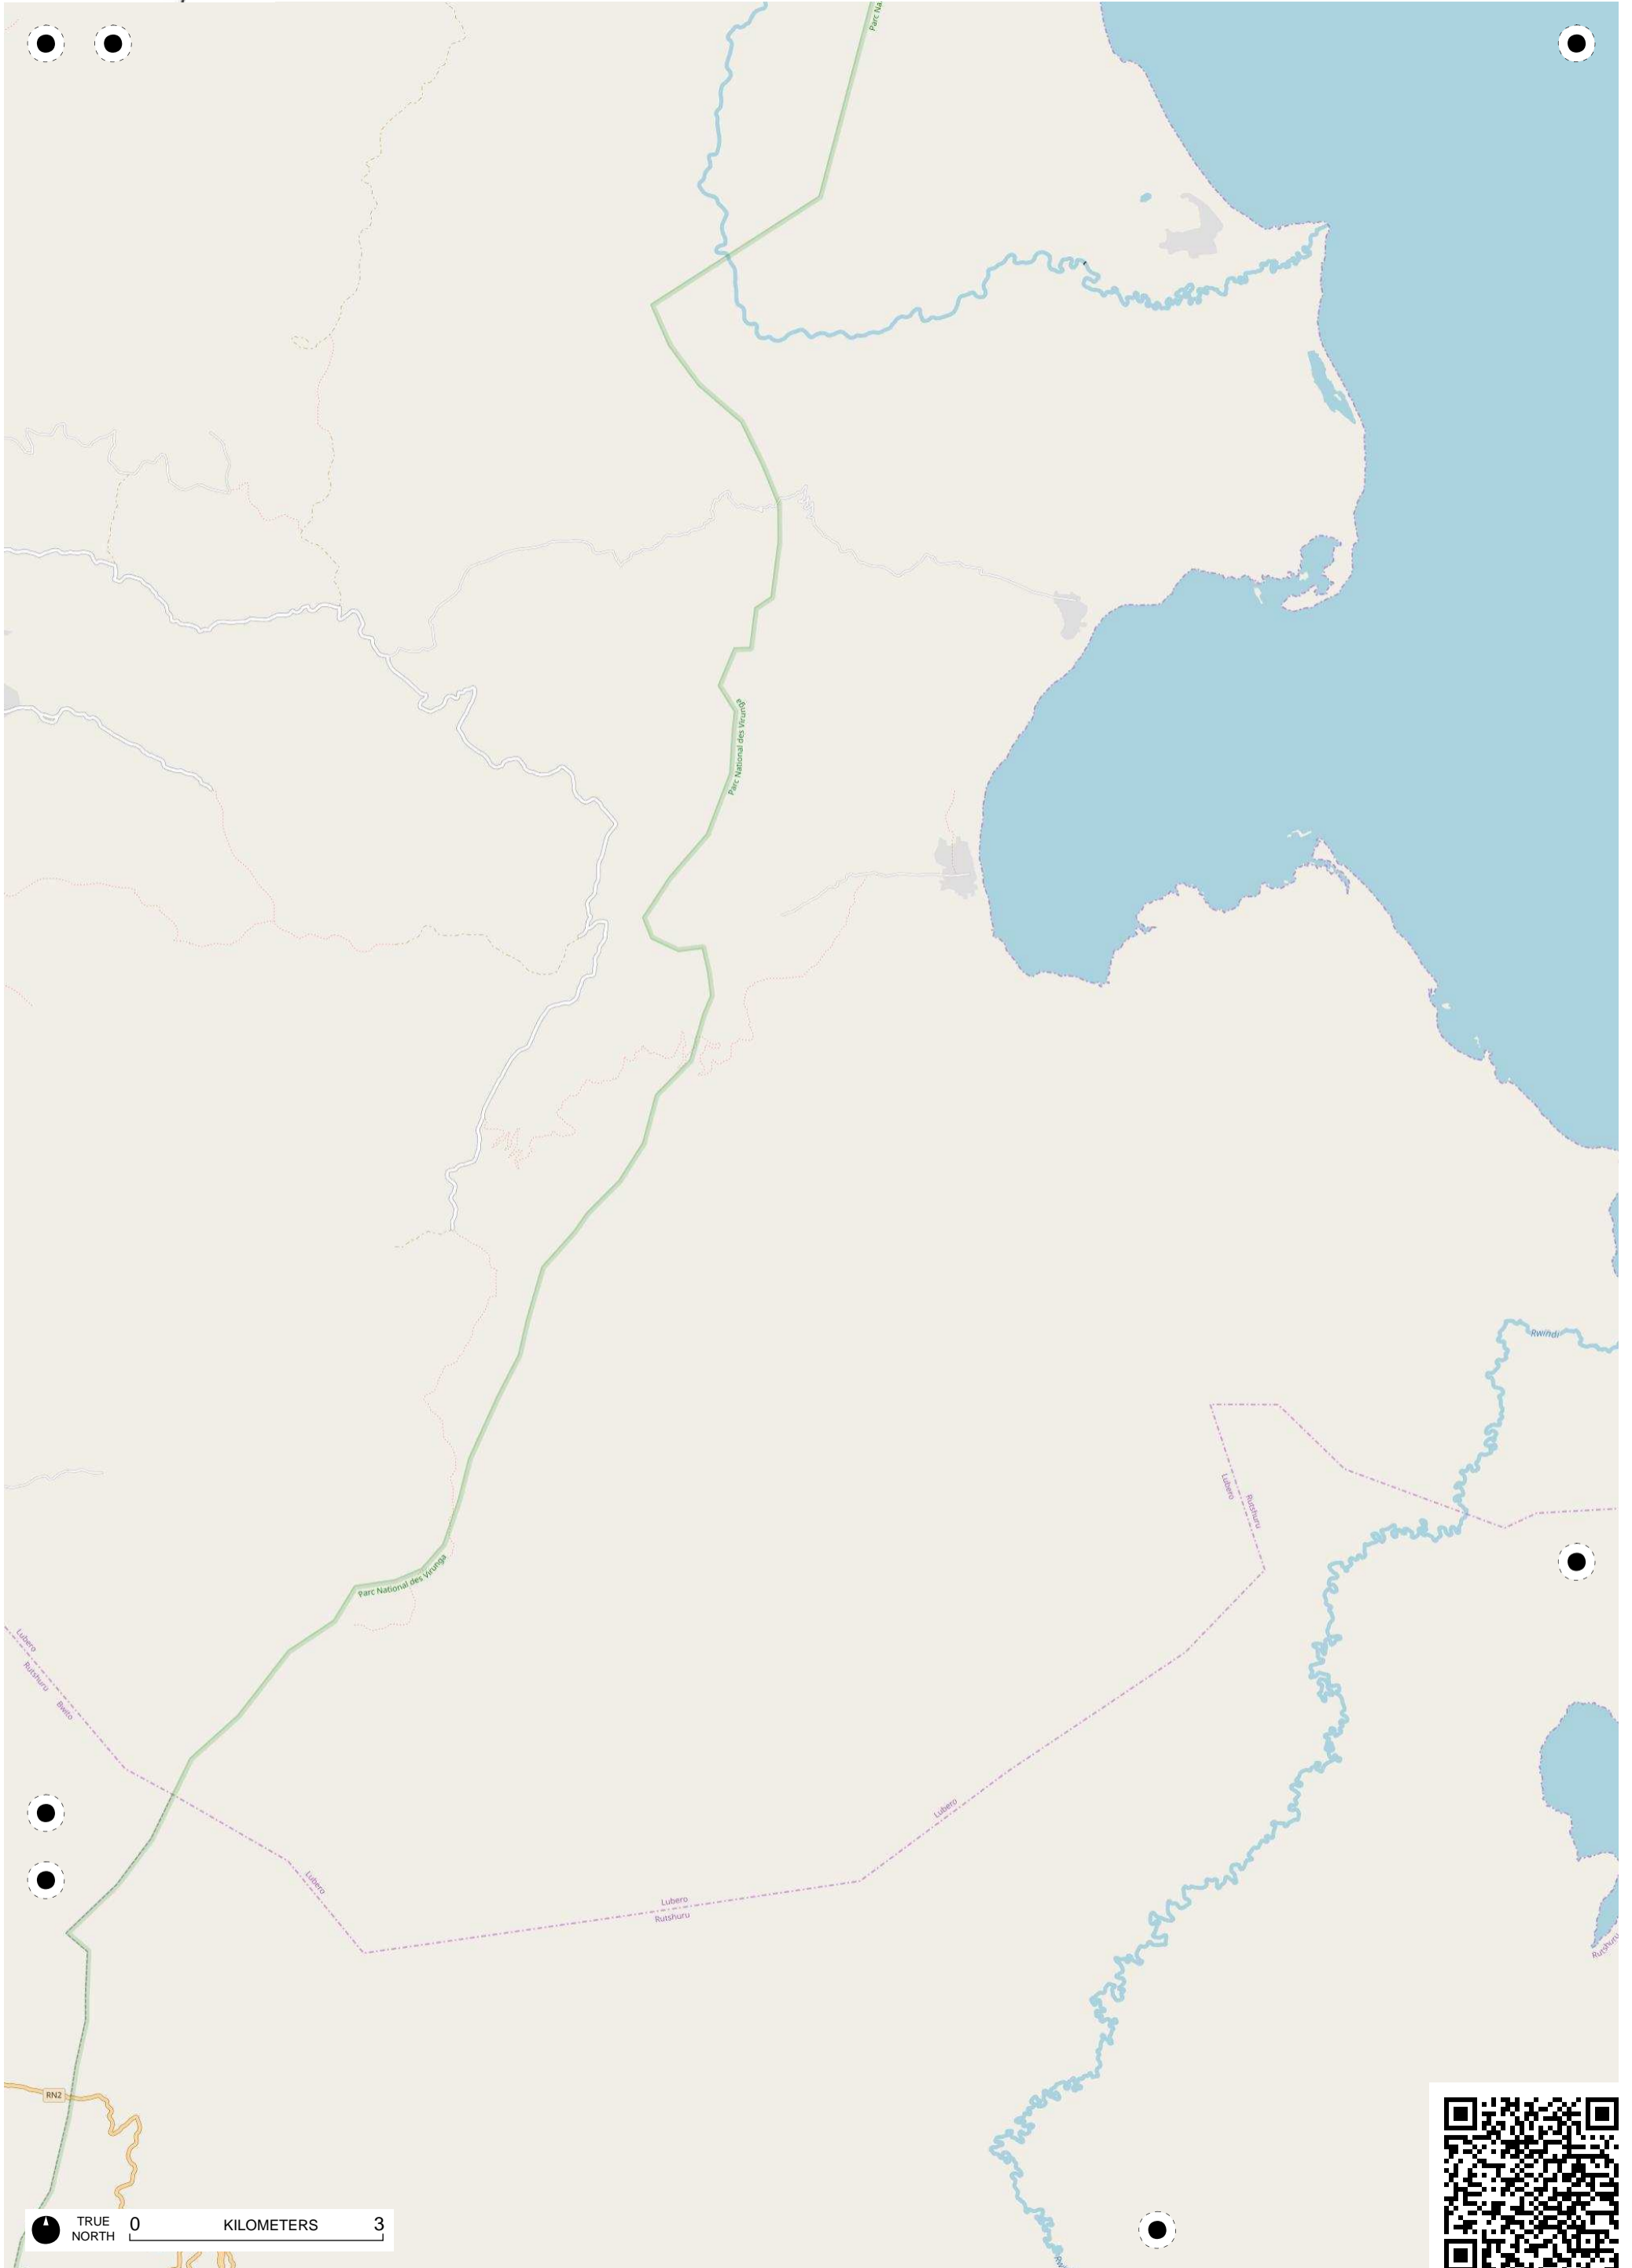 Parc Na
Parc National des Virunga
Rwindi
Lubero
Rutshuru
Parc National des Virunga
Lubero
Rutshuru
Bwito
Lubero
Lubero
Lubero
Rutshuru
Rutshuru
RN2
TRUE
NORTH
0 KILOMETERS 3
Rw